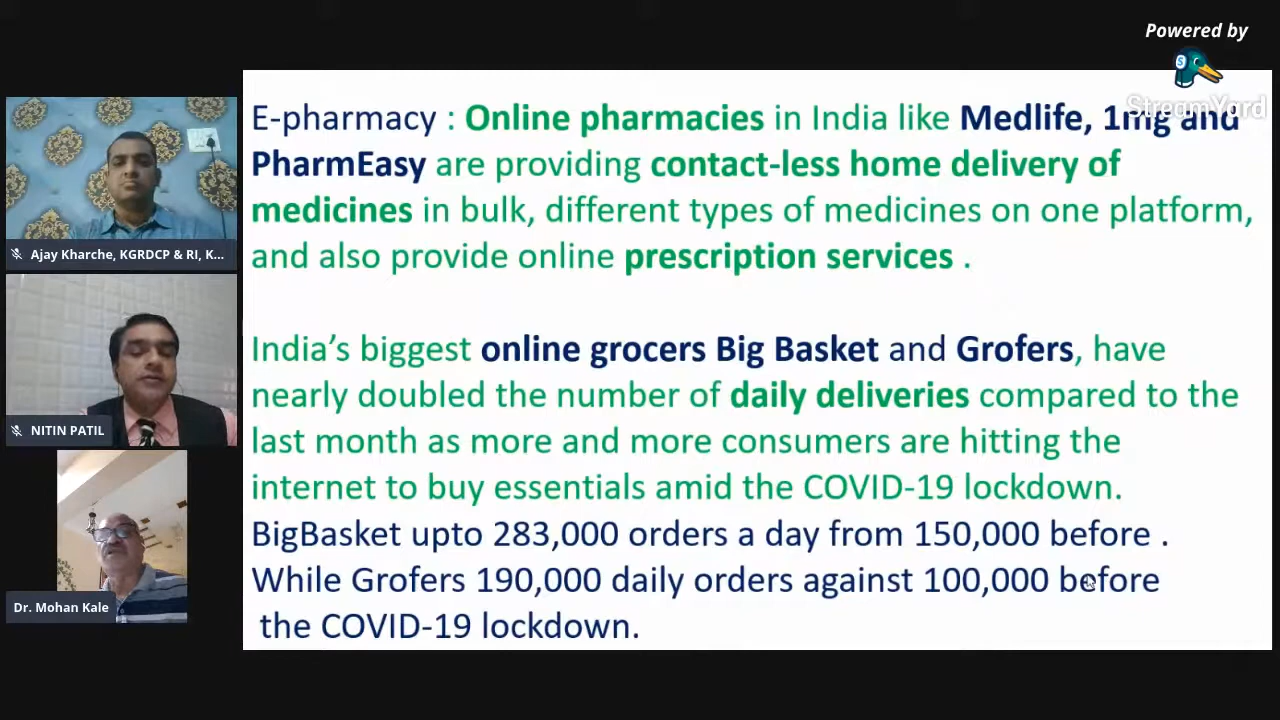 Powered by
StreamYard
E-pharmacy : Online pharmacies in India like Medlife, 1mg and
PharmEasy are providing contact-less home delivery of
medicines in bulk, different types of medicines on one platform,
and also provide online prescription services .
India’s biggest online grocers Big Basket and Grofers, have
nearly doubled the number of daily deliveries compared to the
last month as more and more consumers are hitting the
internet to buy essentials amid the COVID-19 lockdown.
BigBasket upto 283,000 orders a day from 150,000 before .
While Grofers 190,000 daily orders against 100,000 before
the COVID-19 lockdown.
Ajay Kharche, KGRDCP & RI, K...
NITIN PATIL
Dr. Mohan Kale